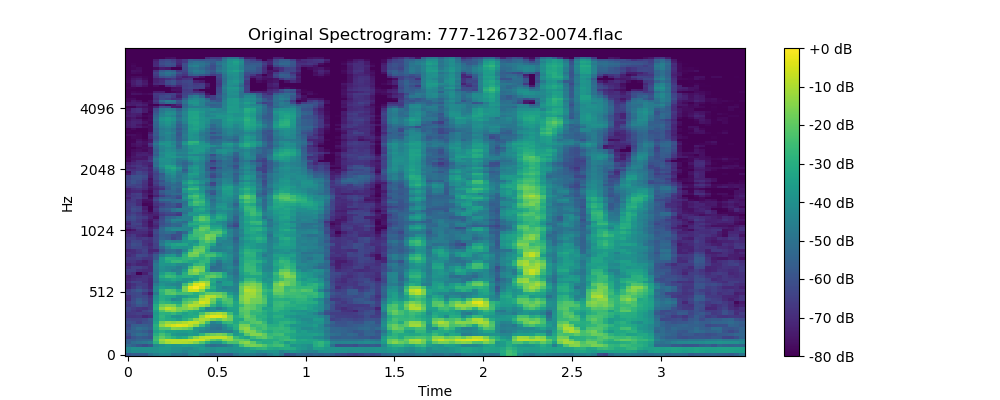 Original Spectrogram: 777-126732-0074.flac
Hz
4096
2048
1024
512
0
0 0.5 1 1.5 2 2.5 3
Time
+0 dB
-10 dB
-20 dB
-30 dB
-40 dB
-50 dB
-60 dB
-70 dB
-80 dB